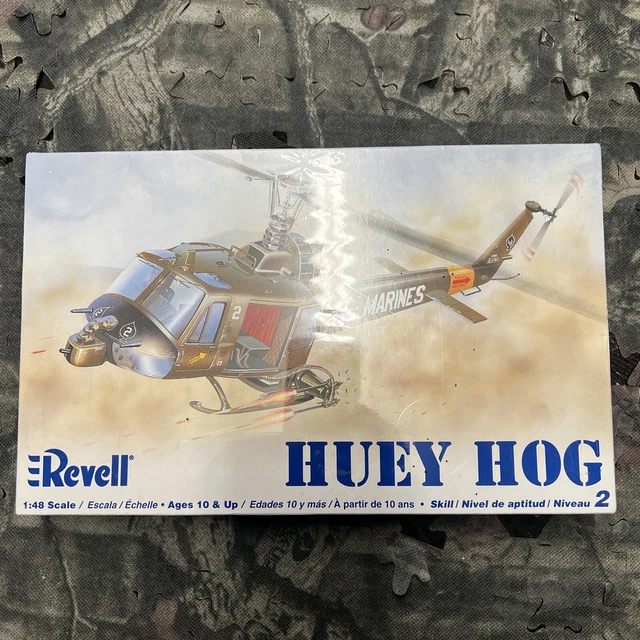 2
MARINES
Revell®
HUEY HOG
1:48 Scale / Escala / Échelle • Ages 10 & Up / Edades 10 y más / À partir de 10 ans • Skill / Nivel de aptitud / Niveau 2